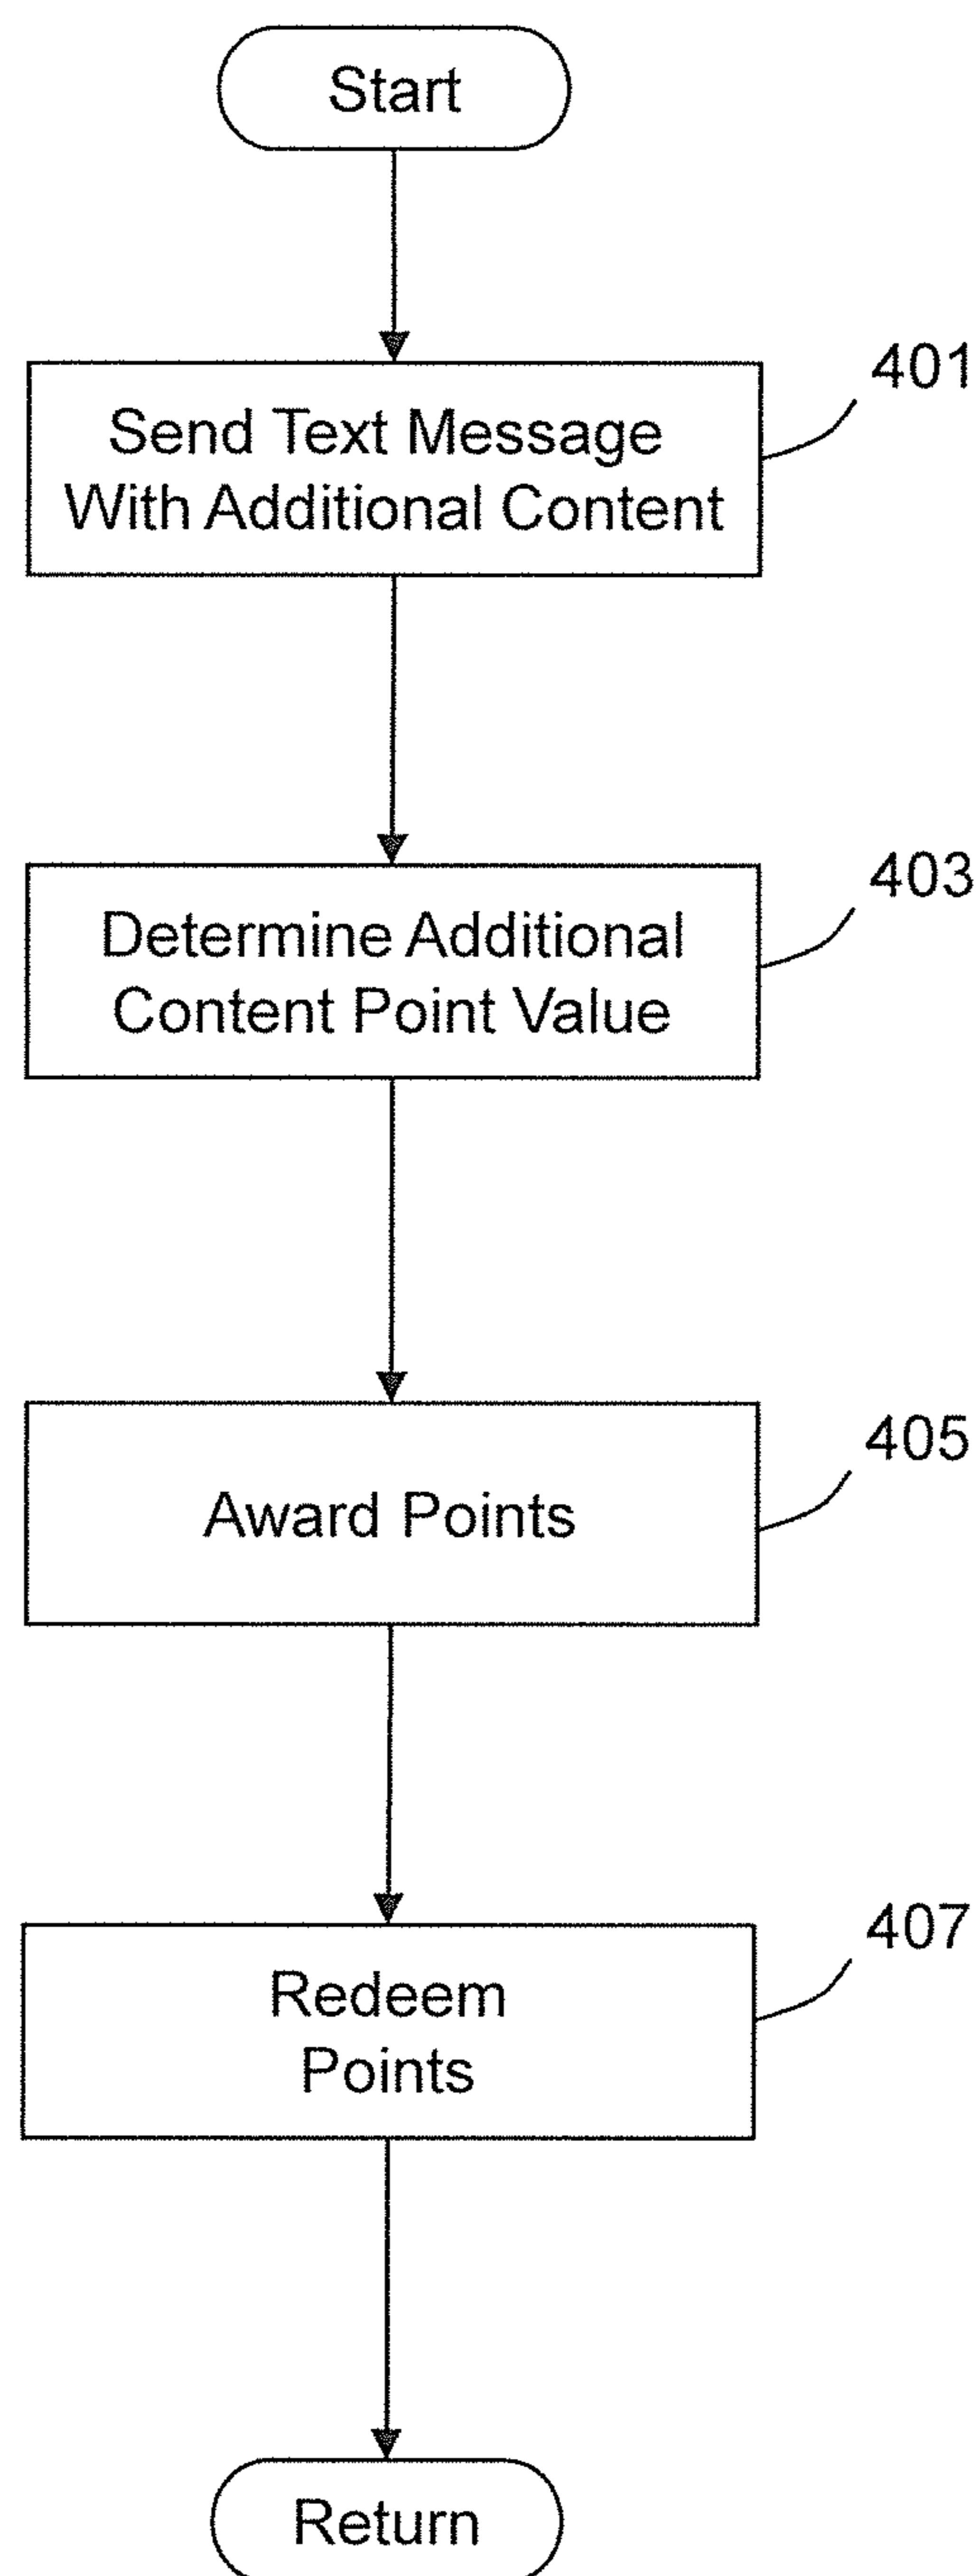 Start
401
Send Text Message
With Additional Content
403
Determine Additional
Content Point Value
405
Award Points
407
Redeem
Points
Return